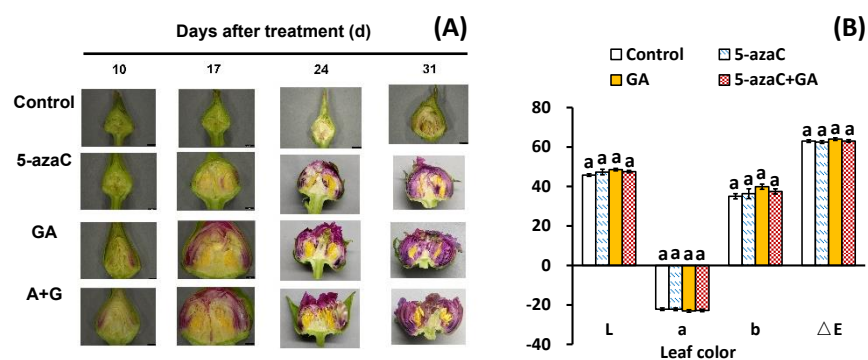 Days after treatment (d)
(A)
10 17 24 31
Control
5-azaC
GA
A+G
(B)
Control 5-azaC
GA 5-azaC+GA
80
60
40
20
0
-20
-40
a a a a
a a a a
a a a a
a a a a
L a b △E
Leaf color